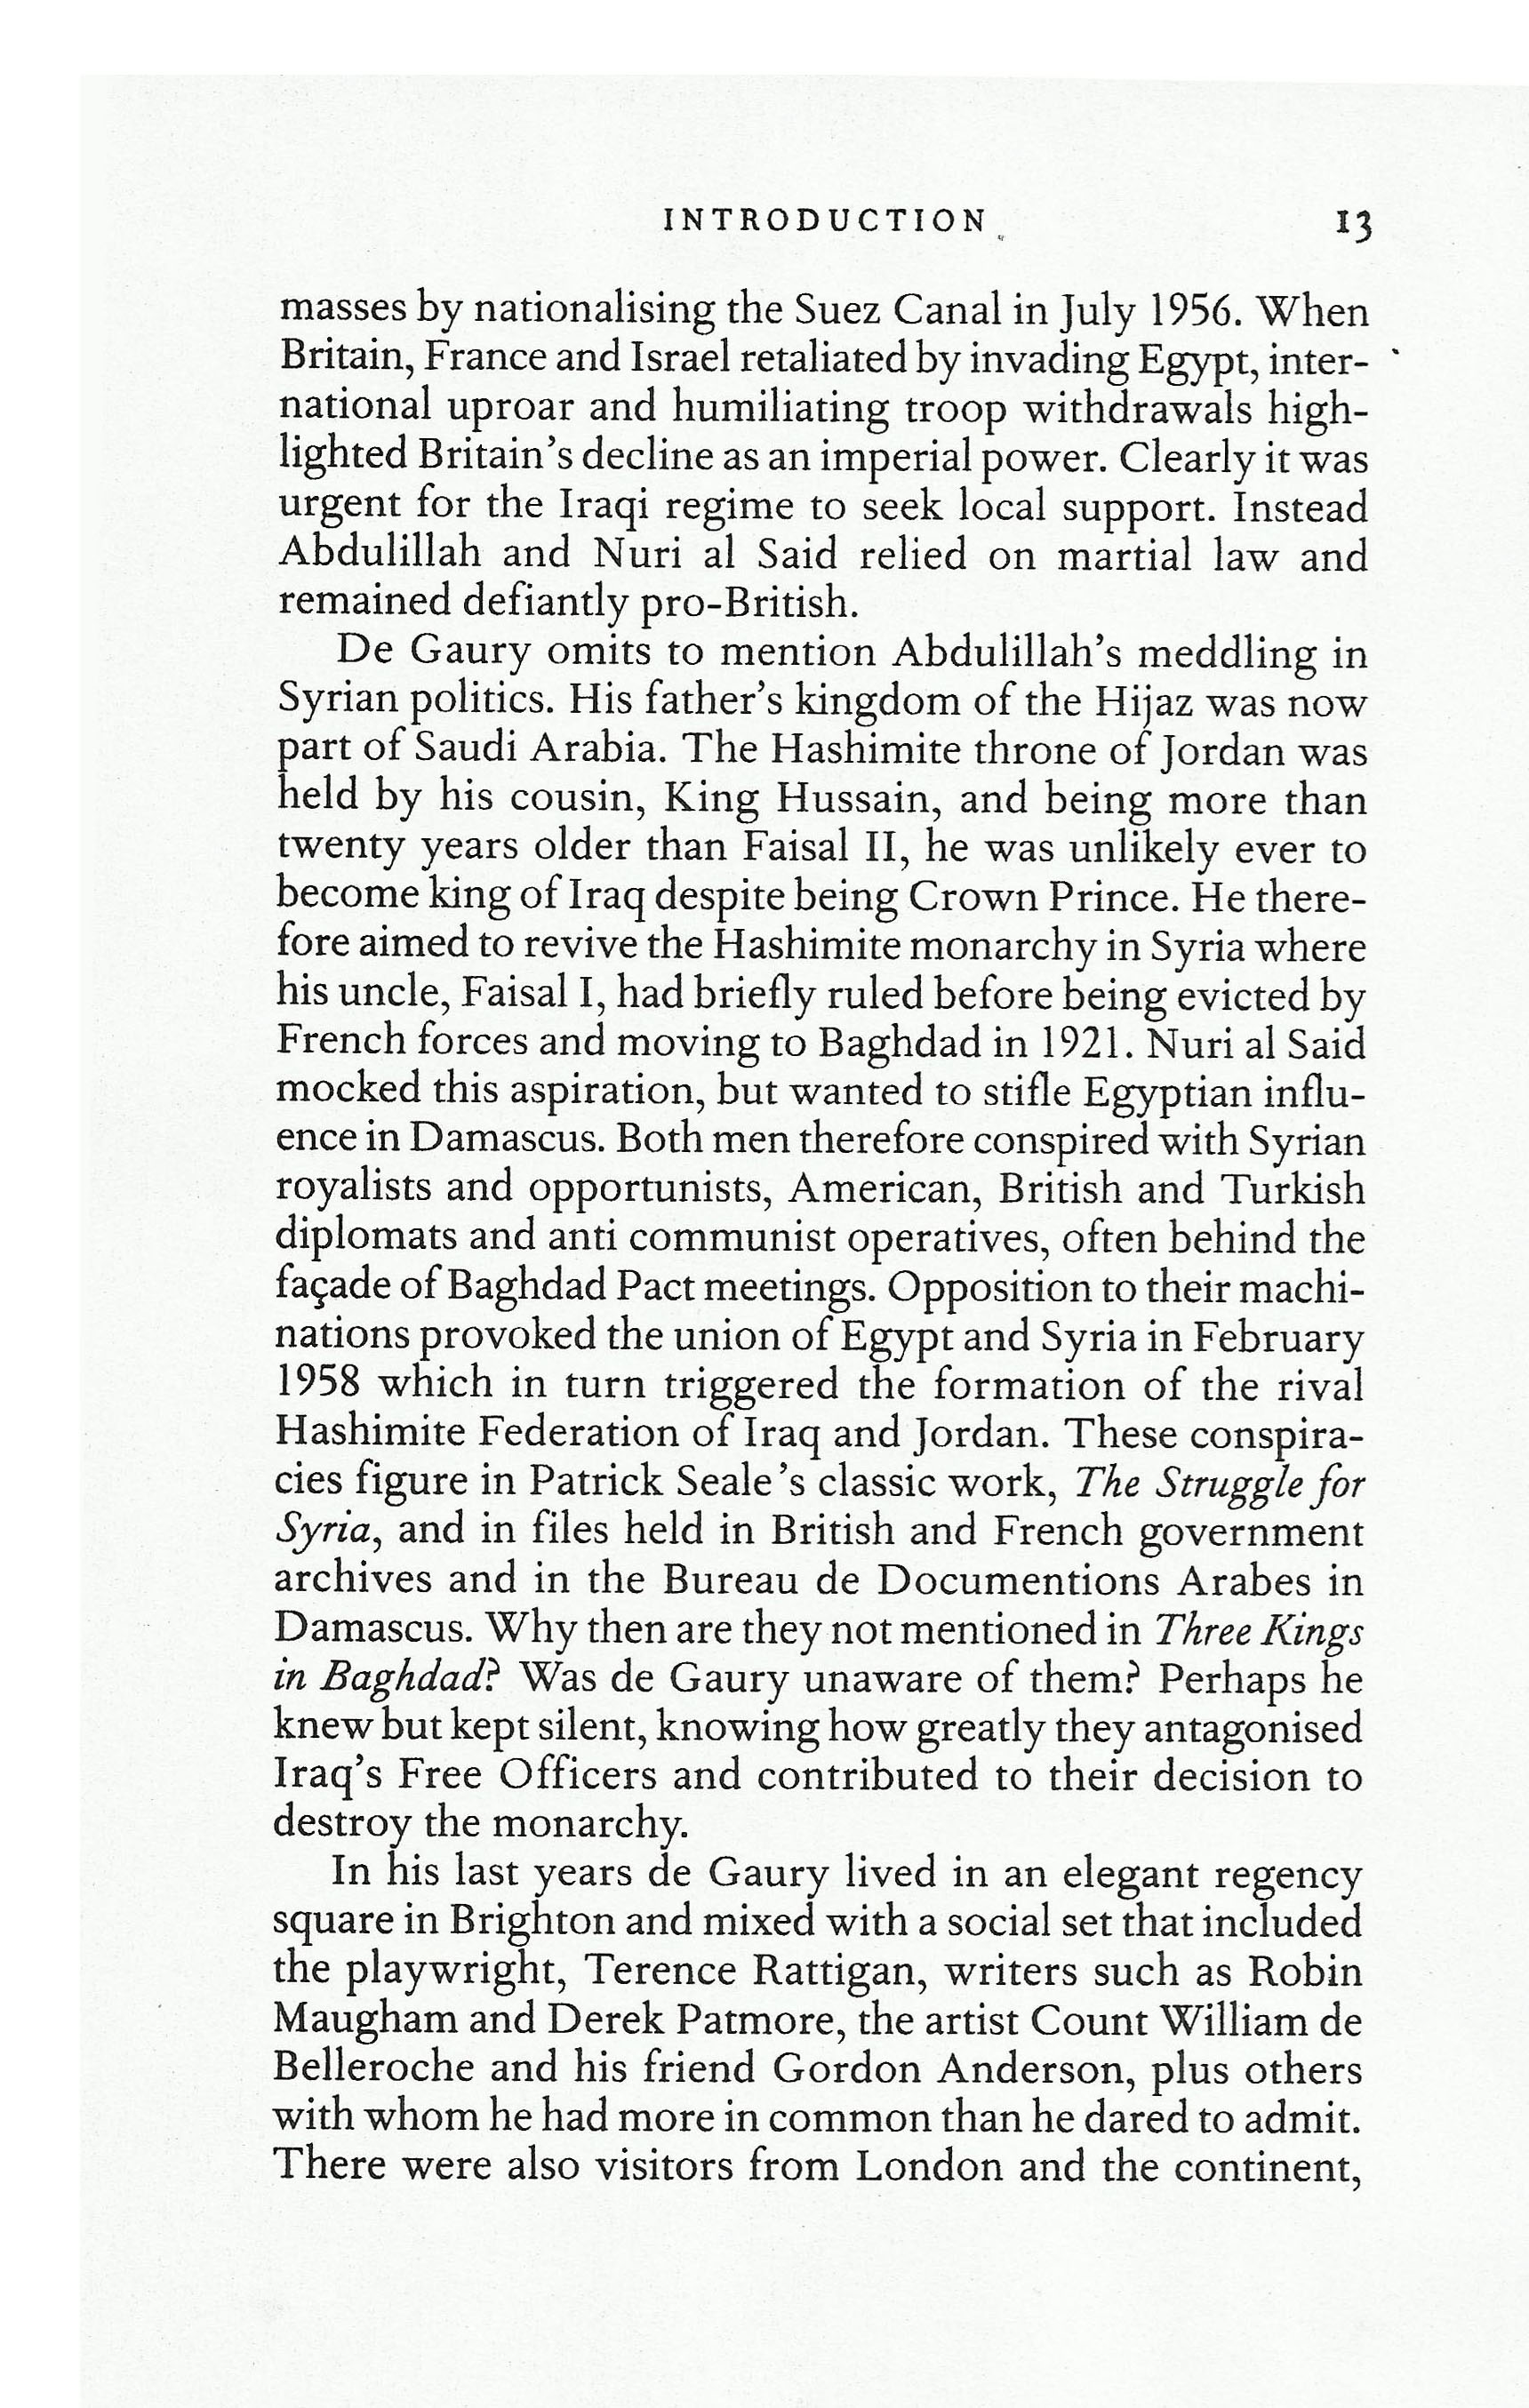 INTRODUCTION 13
masses by nationalising the Suez Canal in July 1956. When
Britain, France and Israel retaliated by invading Egypt, inter-
national uproar and humiliating troop withdrawals high-
lighted Britain's decline as an imperial power. Clearly it was
urgent for the Iraqi regime to seek local support. Instead
Abdulillah and Nuri al Said relied on martial law and
remained defiantly pro-British.
De Gaury omits to mention Abdulillah's meddling in
Syrian politics. His father's kingdom of the Hijaz was now
part of Saudi Arabia. The Hashimite throne of Jordan was
held by his cousin, King Hussain, and being more than
twenty years older than Faisal II, he was unlikely ever to
become king of Iraq despite being Crown Prince. He there-
fore aimed to revive the Hashimite monarchy in Syria where
his uncle, Faisal I, had briefly ruled before being evicted by
French forces and moving to Baghdad in 1921. Nuri al Said
mocked this aspiration, but wanted to stifle Egyptian influ-
ence in Damascus. Both men therefore conspired with Syrian
royalists and opportunists, American, British and Turkish
diplomats and anti communist operatives, often behind the
façade of Baghdad Pact meetings. Opposition to their machi-
nations provoked the union of Egypt and Syria in February
1958 which in turn triggered the formation of the rival
Hashimite Federation of Iraq and Jordan. These conspira-
cies figure in Patrick Seale's classic work, The Struggle for
Syria, and in files held in British and French government
archives and in the Bureau de Documentions Arabes in
Damascus. Why then are they not mentioned in Three Kings
in Baghdad? Was de Gaury unaware of them? Perhaps he
knew but kept silent, knowing how greatly they antagonised
Iraq's Free Officers and contributed to their decision to
destroy the monarchy.
In his last years de Gaury lived in an elegant regency
square in Brighton and mixed with a social set that included
the playwright, Terence Rattigan, writers such as Robin
Maugham and Derek Patmore, the artist Count William de
Belleroche and his friend Gordon Anderson, plus others
with whom he had more in common than he dared to admit.
There were also visitors from London and the continent,